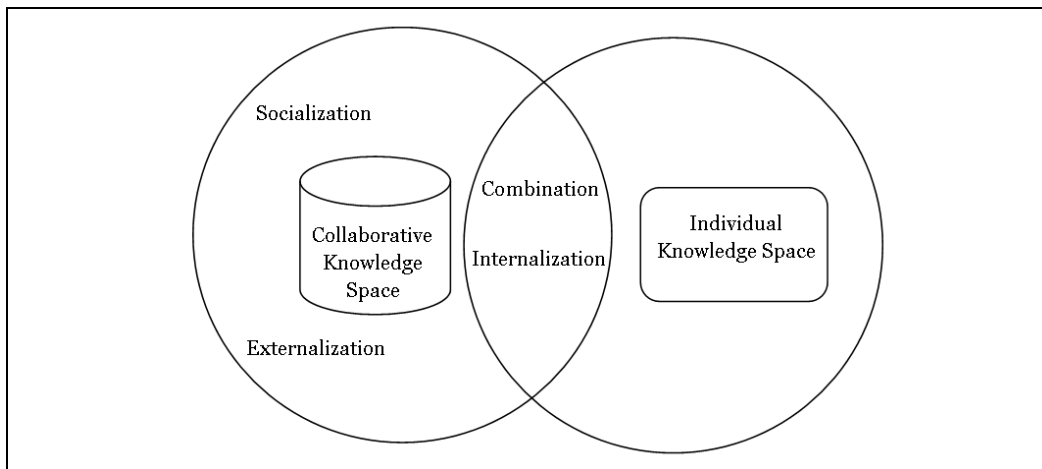 Socialization
Collaborative
Knowledge
Space
Externalization
Combination
Internalization
Individual
Knowledge Space